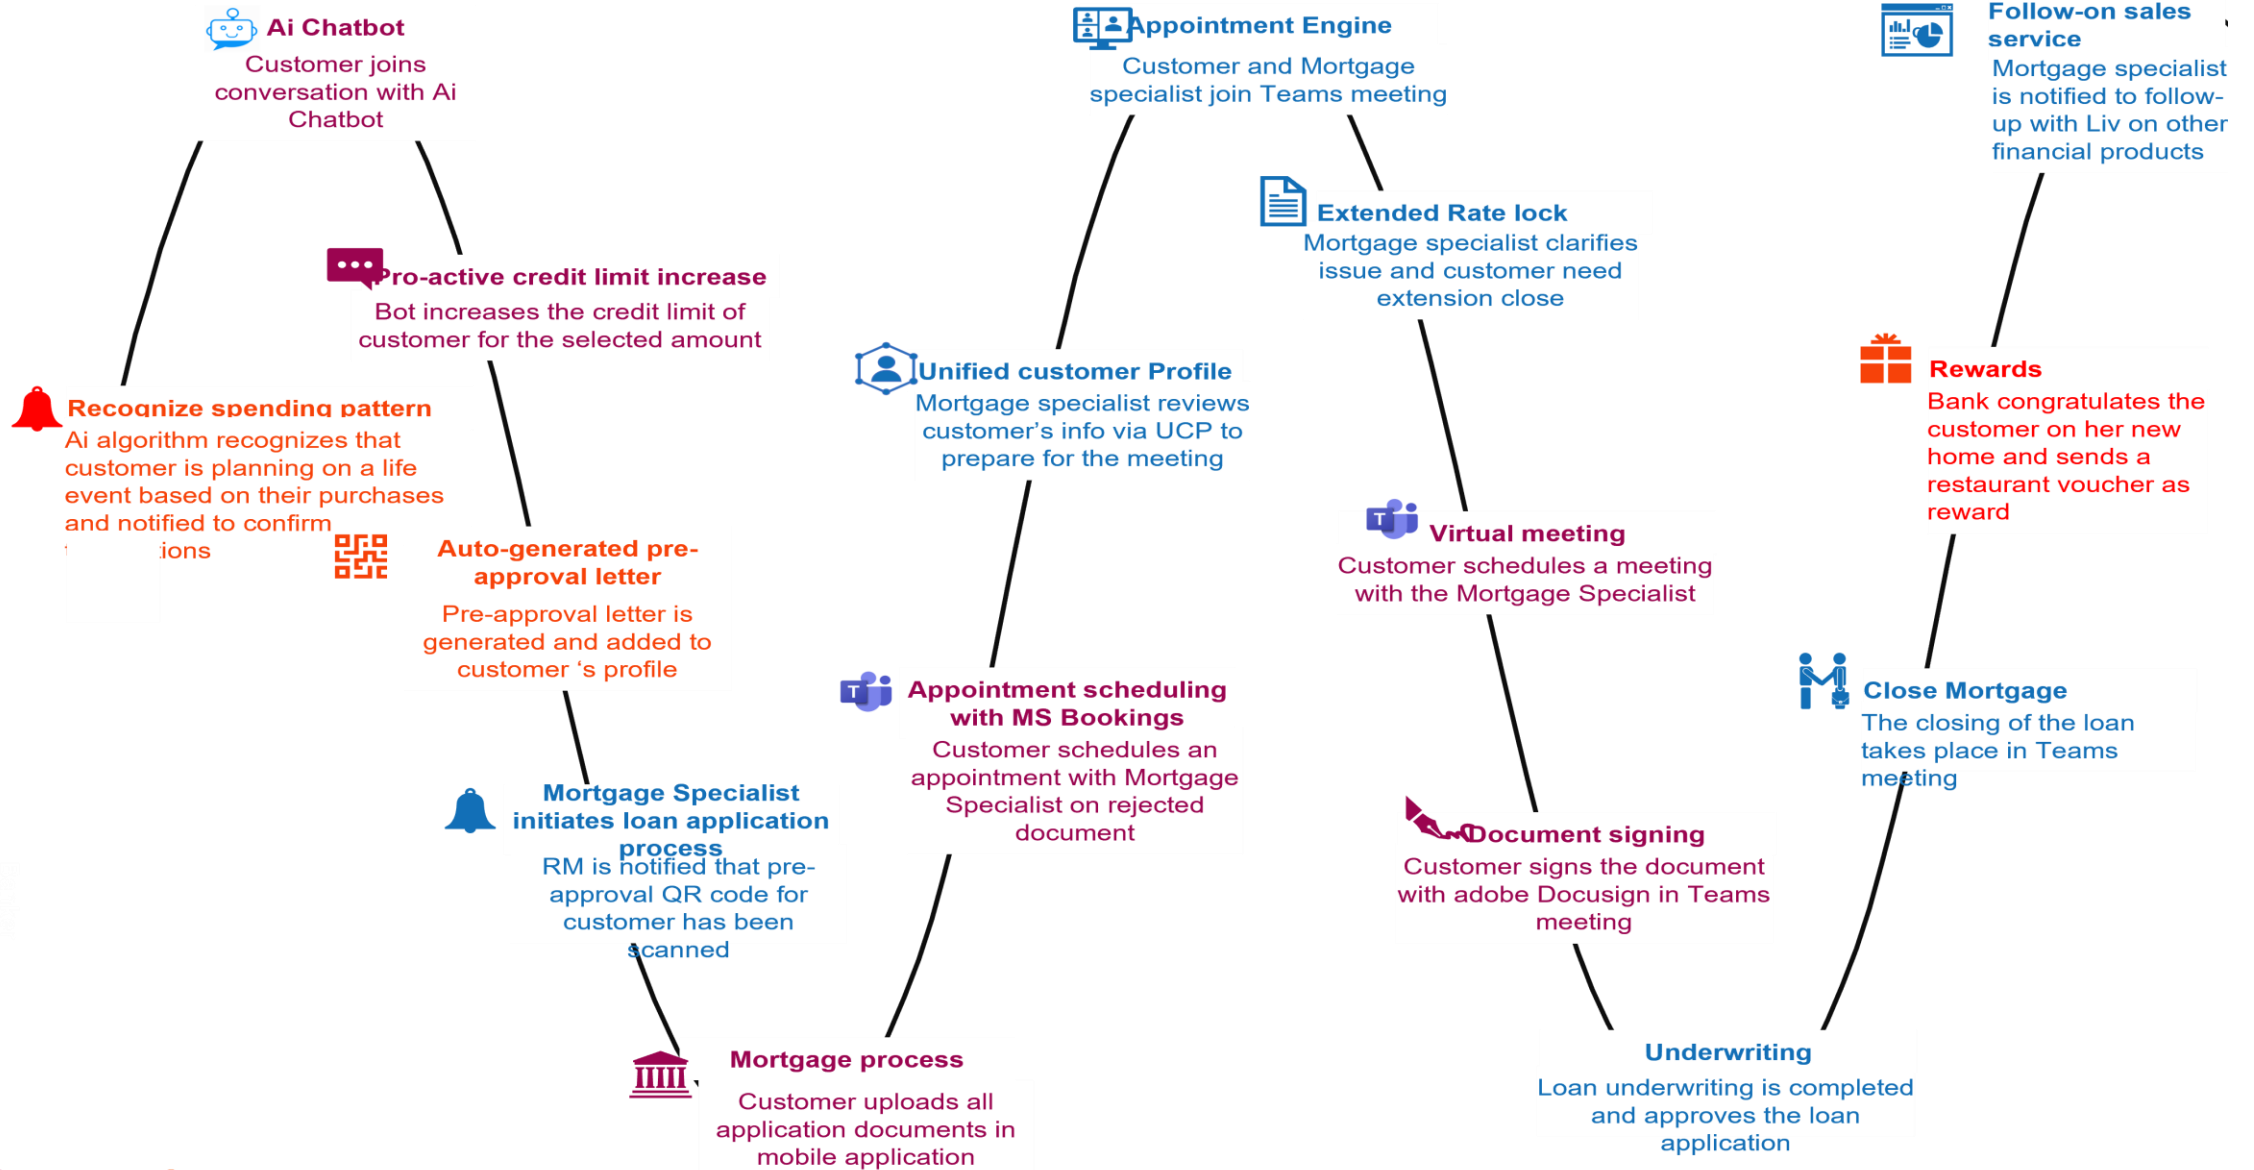 Ai Chatbot
Customer joins
conversation with Ai
Chatbot
Recognize spending pattern
Ai algorithm recognizes that
customer is planning on a life
event based on their purchases
and notified to confirm
Pro-active credit limit increase
Bot increases the credit limit of
customer for the selected amount
Auto-generated pre-
approval letter
Pre-approval letter is
generated and added to
customer ‘s profile
Mortgage Specialist
initiates loan application
process
RM is notified that pre-
approval QR code for
customer has been
scanned
Mortgage process
Customer uploads all
application documents in
mobile application
Appointment scheduling
with MS Bookings
Customer schedules an
appointment with Mortgage
Specialist on rejected
document
Unified customer Profile
Mortgage specialist reviews
customer’s info via UCP to
prepare for the meeting
Appointment Engine
Customer and Mortgage
specialist join Teams meeting
Extended Rate lock
Mortgage specialist clarifies
issue and customer need
extension close
T
Virtual meeting
Customer schedules a meeting
with the Mortgage Specialist
T
Document signing
Customer signs the document
with adobe Docusign in Teams
meeting
Underwriting
Loan underwriting is completed
and approves the loan
application
Close Mortgage
The closing of the loan
takes place in Teams
meeting
Rewards
Bank congratulates the
customer on her new
home and sends a
restaurant voucher as
reward
Follow-on sales
service
Mortgage specialist
is notified to follow-
up with Liv on other
financial products